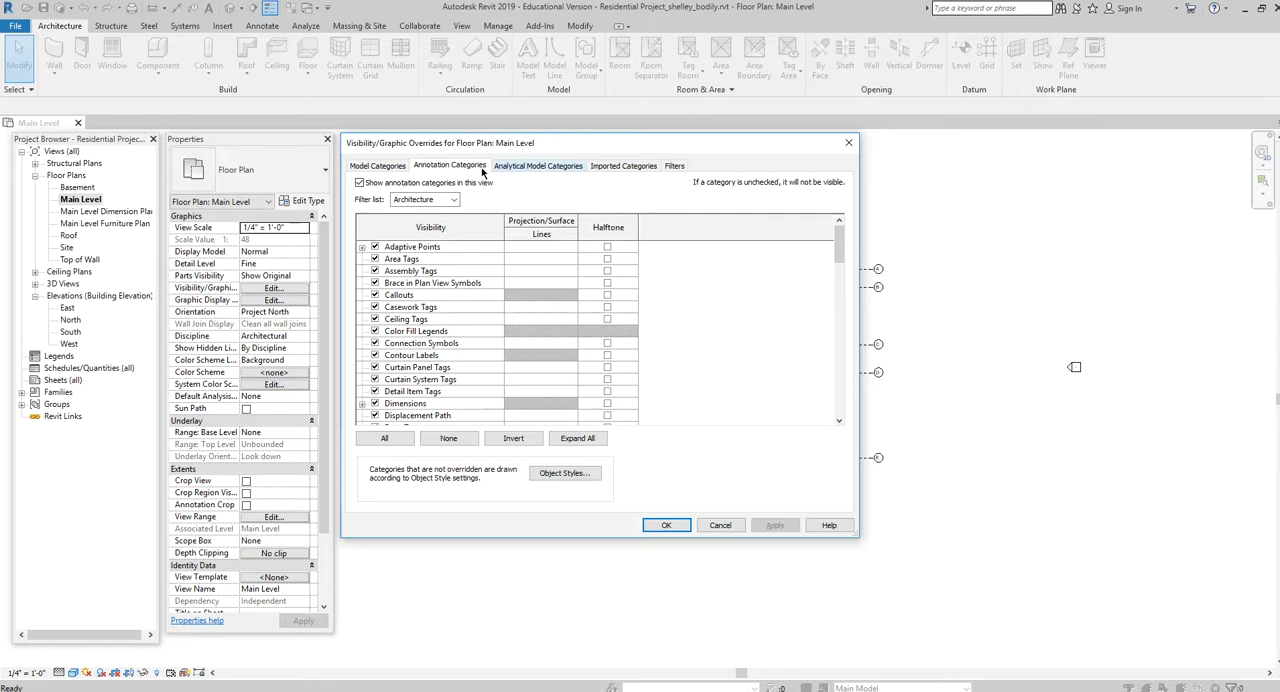 Autodesk Revit 2019 - Educational Version - Residential Project_shelley_bodily.rvt - Floor Plan: Main Level
Type a keyword or phrase
Sign In
File Architecture Structure Steel Systems Insert Annotate Analyze Massing & Site Collaborate View Manage Add-Ins Modify
Modify Wall Door Window Component Column Roof Ceiling Floor Curtain System Curtain Grid Mullion Railing Ramp Stair Model Text Model Line Model Group Room Room Separator Tag Room Area Area Boundary Tag Area By Face Shaft Wall Vertical Dormer Level Grid Set Show Ref Plane Viewer
Select Build Circulation Model Room & Area Opening Datum Work Plane
Main Level
Project Browser - Residential Projec...
Views (all)
Structural Plans
Floor Plans
Basement
Main Level
Main Level Dimension Plan
Main Level Furniture Plan
Roof
Site
Top of Wall
Ceiling Plans
3D Views
Elevations (Building Elevation)
East
North
South
West
Legends
Schedules/Quantities (all)
Sheets (all)
Families
Groups
Revit Links
Properties
Floor Plan
Floor Plan: Main Level Edit Type
Graphics
View Scale 1/4" = 1'-0"
Scale Value 1: 48
Display Model Normal
Detail Level Fine
Parts Visibility Show Original
Visibility/Graphi... Edit...
Graphic Display ... Edit...
Orientation Project North
Wall Join Display Clean all wall joins
Discipline Architectural
Show Hidden Li... By Discipline
Color Scheme L... Background
Color Scheme <none>
System Color Sc... Edit...
Default Analysis... None
Sun Path
Underlay
Range: Base Level None
Range: Top Level Unbounded
Underlay Orient... Look down
Extents
Crop View
Crop Region Vis...
Annotation Crop
View Range Edit...
Associated Level Main Level
Scope Box None
Depth Clipping No clip
Identity Data
View Template <None>
View Name Main Level
Dependency Independent
Properties help Apply
Visibility/Graphic Overrides for Floor Plan: Main Level
Model Categories Annotation Categories Analytical Model Categories Imported Categories Filters
Show annotation categories in this view
If a category is unchecked, it will not be visible.
Filter list: Architecture
Visibility Projection/Surface Halftone
Lines
Adaptive Points
Area Tags
Assembly Tags
Brace in Plan View Symbols
Callouts
Casework Tags
Ceiling Tags
Color Fill Legends
Connection Symbols
Contour Labels
Curtain Panel Tags
Curtain System Tags
Detail Item Tags
Dimensions
Displacement Path
All None Invert Expand All
Categories that are not overridden are drawn
according to Object Style settings.
Object Styles...
OK Cancel Apply Help
A
B
C
D
E
1/4" = 1'-0"
Ready
:0
Main Model
:0